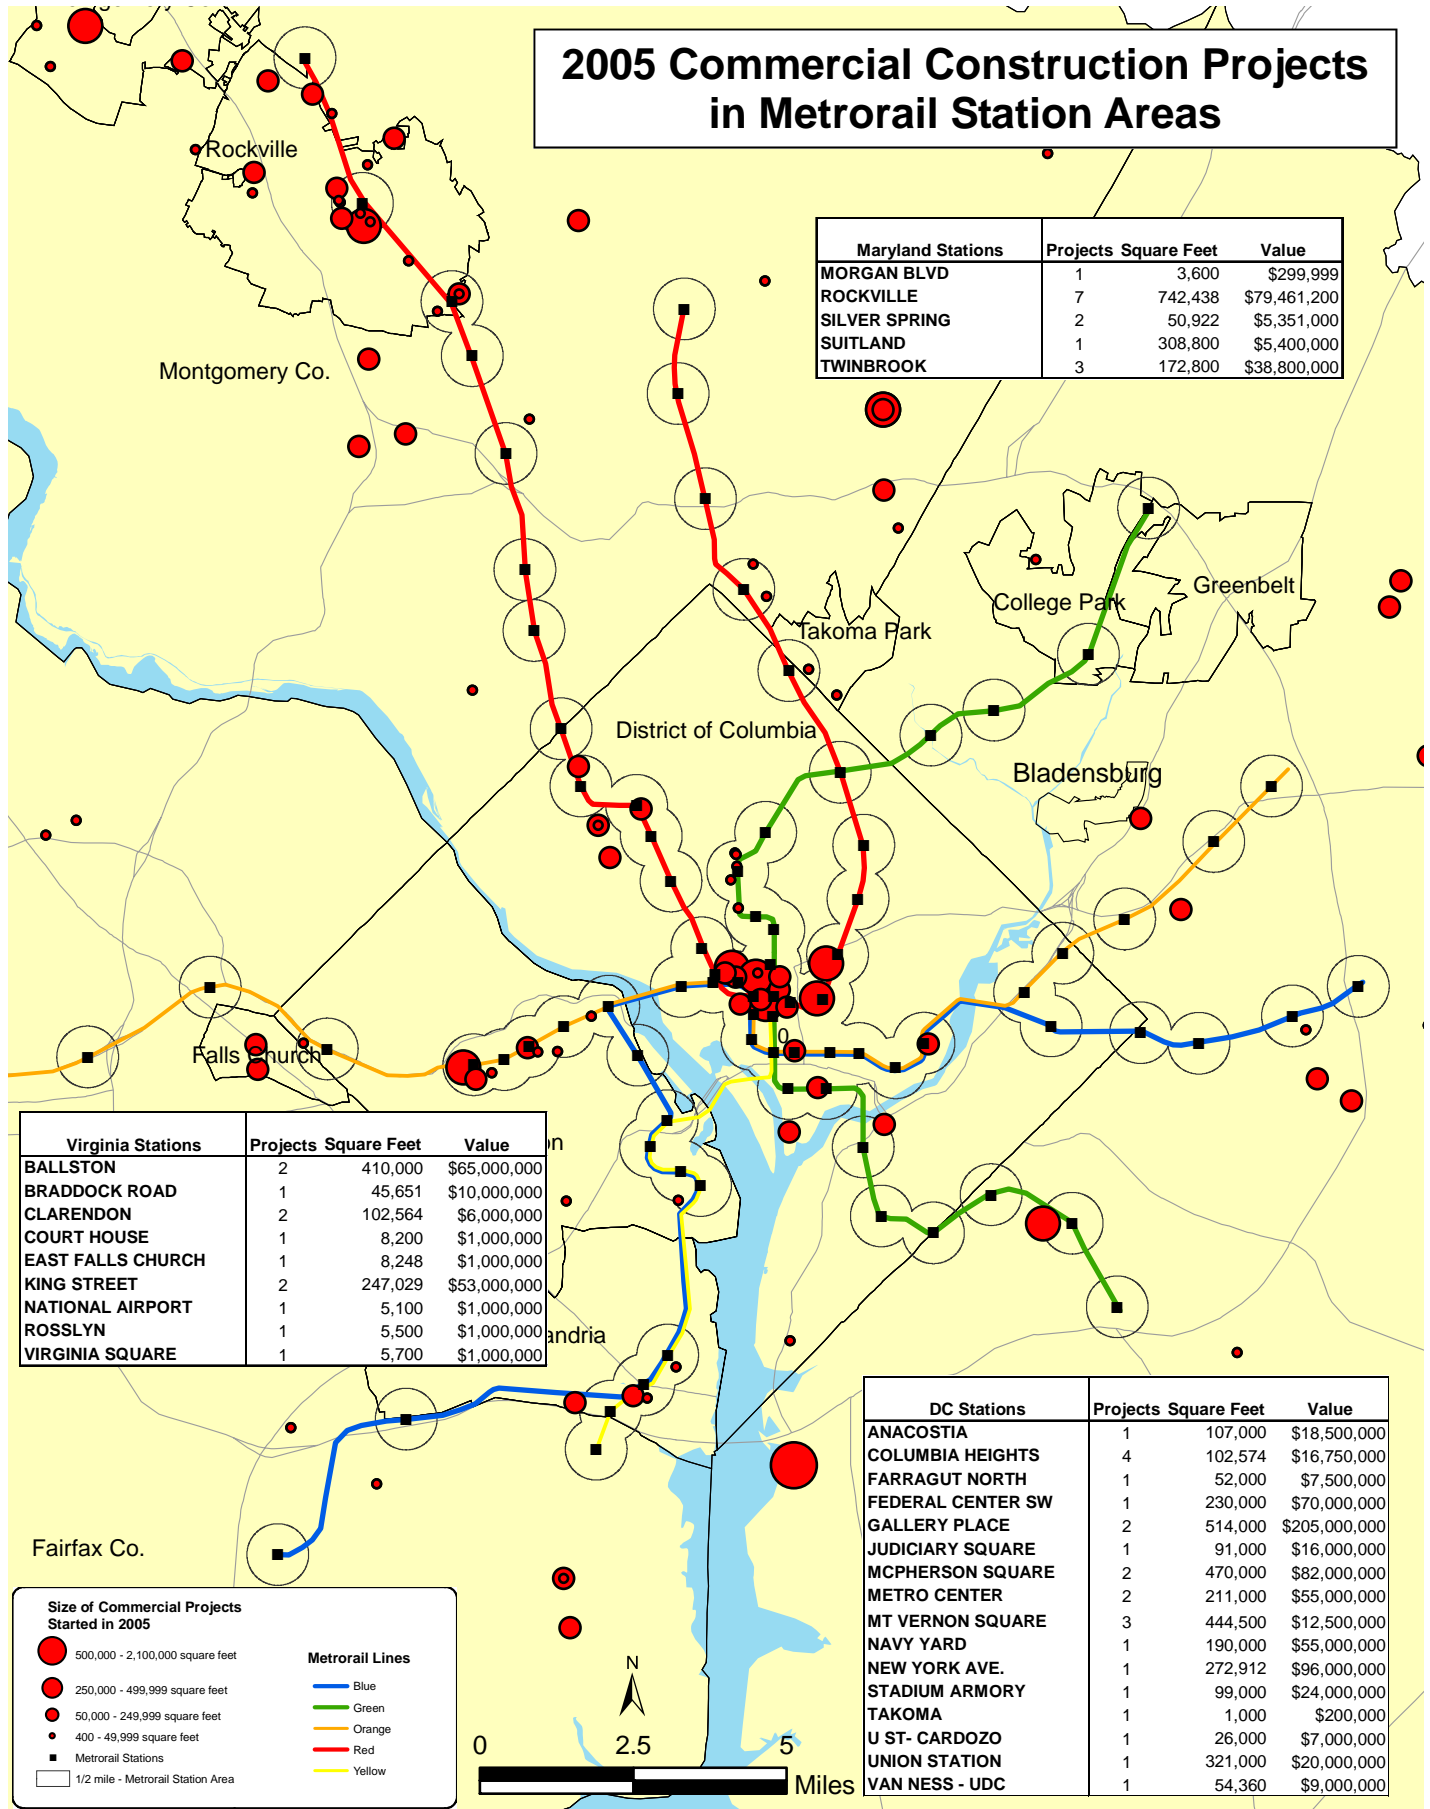 2005 Commercial Construction Projects
in Metrorail Station Areas
Rockville
Montgomery Co.
Maryland Stations Projects Square Feet Value
MORGAN BLVD 1 3,600 $299,999
ROCKVILLE 7 742,438 $79,461,200
SILVER SPRING 2 50,922 $5,351,000
SUITLAND 1 308,800 $5,400,000
TWINBROOK 3 172,800 $38,800,000
College Park
Greenbelt
Takoma Park
District of Columbia
Bladensburg
Falls Church
0
Virginia Stations Projects Square Feet Value
BALLSTON 2 410,000 $65,000,000
BRADDOCK ROAD 1 45,651 $10,000,000
CLARENDON 2 102,564 $6,000,000
COURT HOUSE 1 8,200 $1,000,000
EAST FALLS CHURCH 1 8,248 $1,000,000
KING STREET 2 247,029 $53,000,000
NATIONAL AIRPORT 1 5,100 $1,000,000
ROSSLYN 1 5,500 $1,000,000
VIRGINIA SQUARE 1 5,700 $1,000,000
on
andria
Fairfax Co.
DC Stations Projects Square Feet Value
ANACOSTIA 1 107,000 $18,500,000
COLUMBIA HEIGHTS 4 102,574 $16,750,000
FARRAGUT NORTH 1 52,000 $7,500,000
FEDERAL CENTER SW 1 230,000 $70,000,000
GALLERY PLACE 2 514,000 $205,000,000
JUDICIARY SQUARE 1 91,000 $16,000,000
MCPHERSON SQUARE 2 470,000 $82,000,000
METRO CENTER 2 211,000 $55,000,000
MT VERNON SQUARE 3 444,500 $12,500,000
NAVY YARD 1 190,000 $55,000,000
NEW YORK AVE. 1 272,912 $96,000,000
STADIUM ARMORY 1 99,000 $24,000,000
TAKOMA 1 1,000 $200,000
U ST- CARDOZO 1 26,000 $7,000,000
UNION STATION 1 321,000 $20,000,000
VAN NESS - UDC 1 54,360 $9,000,000
Size of Commercial Projects
Started in 2005
500,000 - 2,100,000 square feet
250,000 - 499,999 square feet
50,000 - 249,999 square feet
400 - 49,999 square feet
Metrorail Stations
1/2 mile - Metrorail Station Area
Metrorail Lines
Blue
Green
Orange
Red
Yellow
N
0 2.5 5
Miles